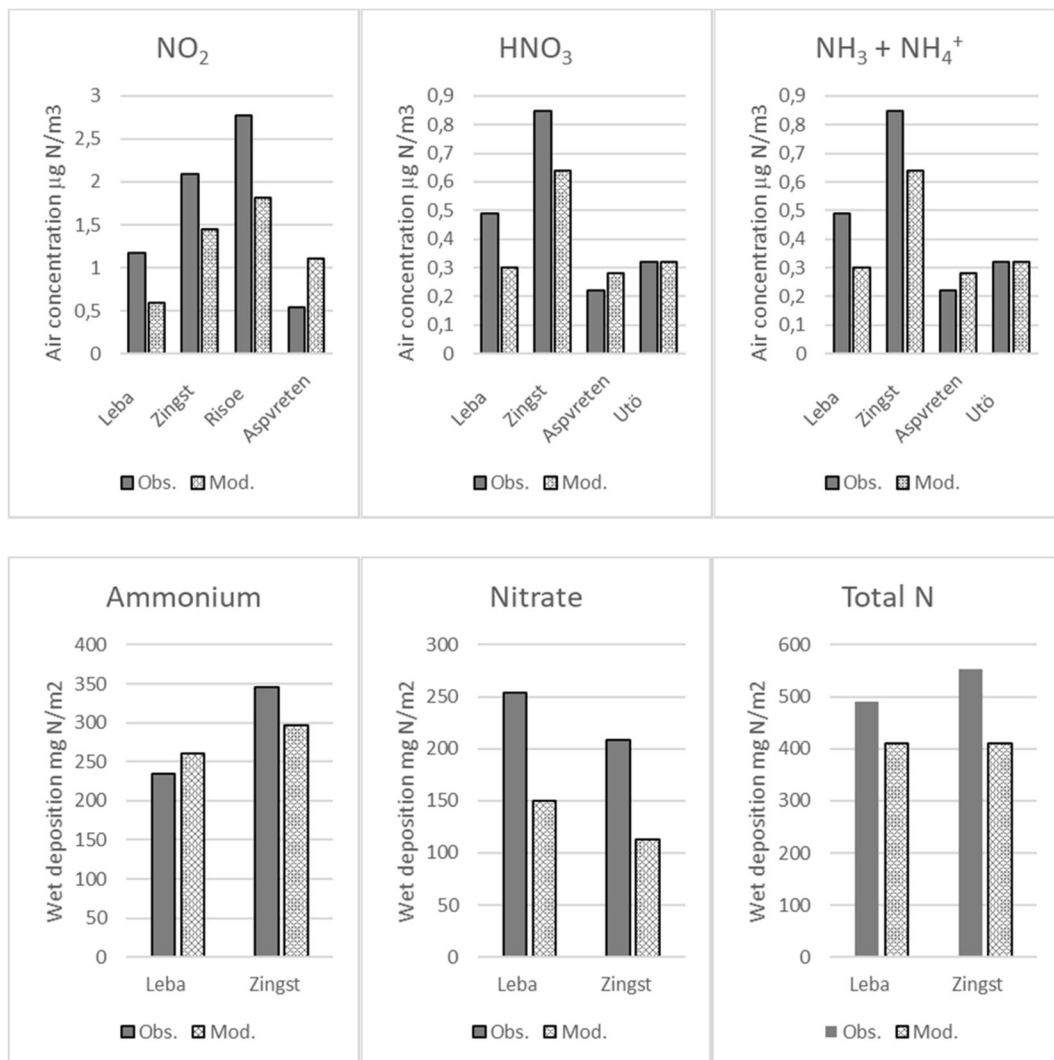 NO₂
Air concentration µg N/m3
3
2,5
2
1,5
1
0,5
0
Leba
Zingst
Risoe
Aspvreten
Obs. Mod.
HNO₃
Air concentration µg N/m3
0,9
0,8
0,7
0,6
0,5
0,4
0,3
0,2
0,1
0
Leba
Zingst
Aspvreten
Utö
Obs. Mod.
NH₃ + NH₄⁺
Air concentration µg N/m3
0,9
0,8
0,7
0,6
0,5
0,4
0,3
0,2
0,1
0
Leba
Zingst
Aspvreten
Utö
Obs. Mod.
Ammonium
Wet deposition mg N/m2
400
350
300
250
200
150
100
50
0
Leba Zingst
Obs. Mod.
Nitrate
Wet deposition mg N/m2
300
250
200
150
100
50
0
Leba Zingst
Obs. Mod.
Total N
Wet deposition mg N/m2
600
500
400
300
200
100
0
Leba Zingst
Obs. Mod.